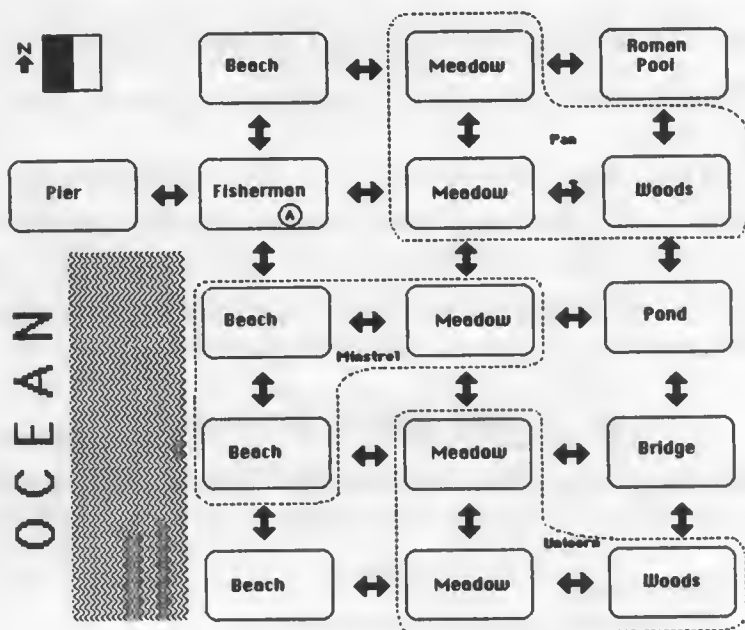 N
Beach
Meadow
Roman
Pool
Pan
Pier
Fisherman
A
Meadow
Woods
OCEAN
Beach
Meadow
Pond
Minstrel
Beach
Meadow
Bridge
Unicorn
Beach
Meadow
Woods